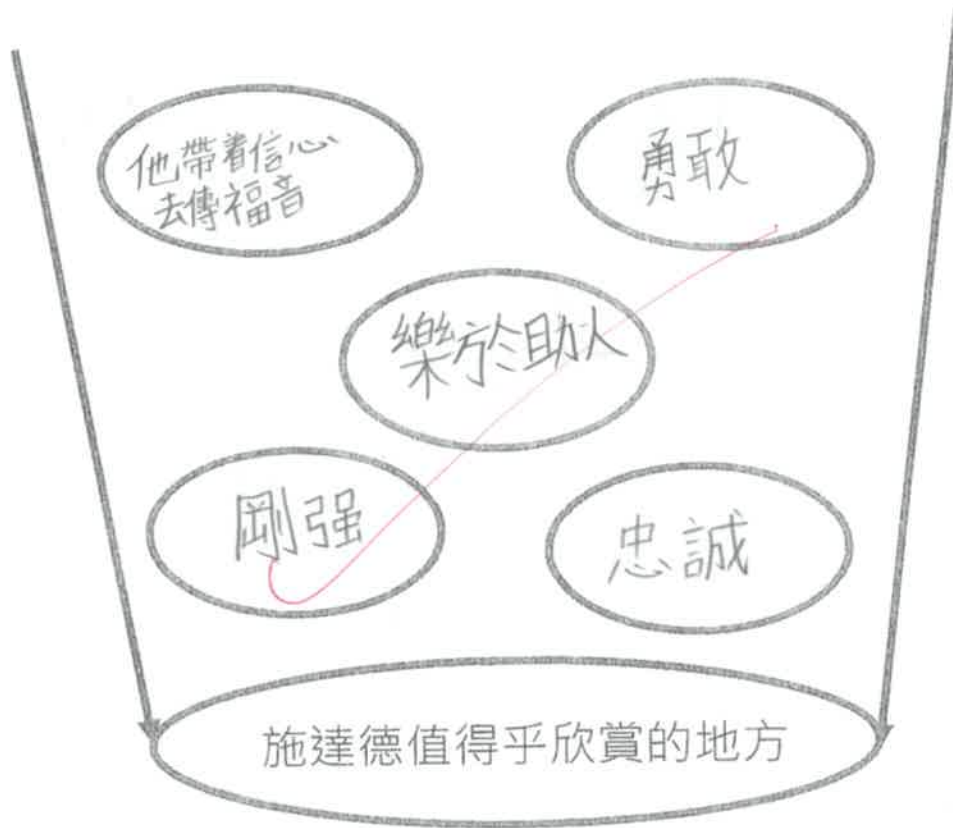 他帶着信心
去傳福音
勇敢
樂於助人
剛强
忠誠
施達德值得乎欣賞的地方